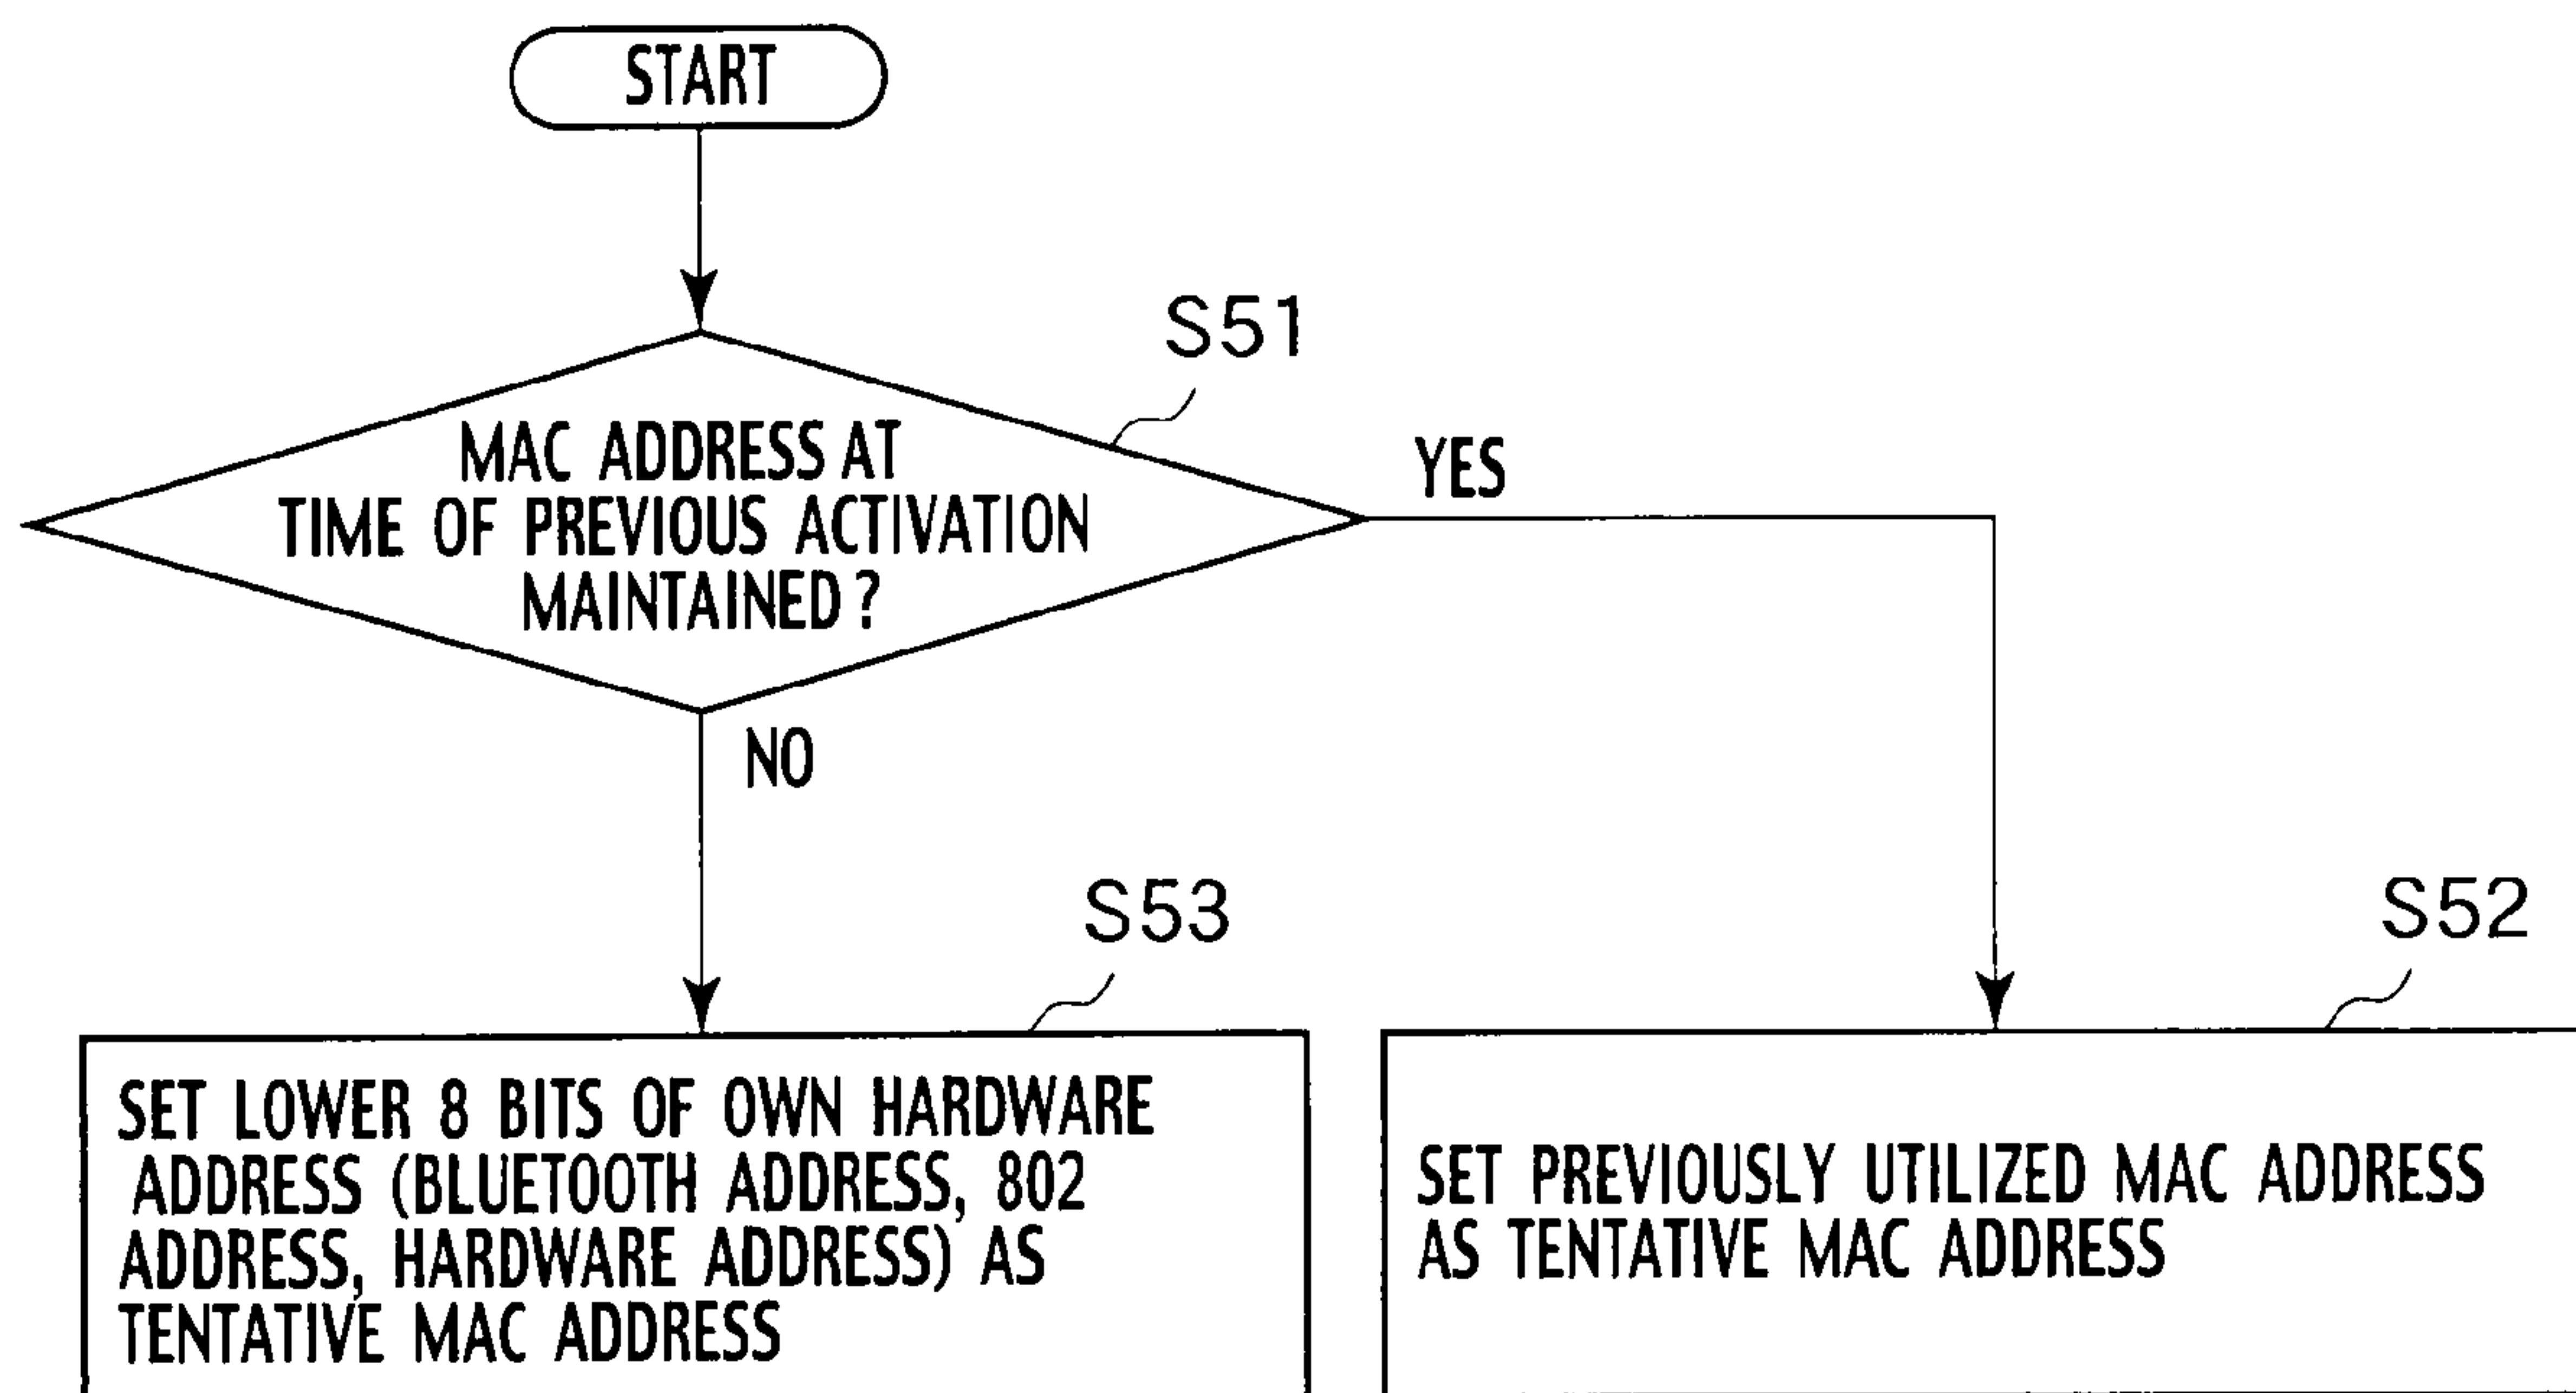 START
S51
MAC ADDRESS AT
TIME OF PREVIOUS ACTIVATION
MAINTAINED?
YES
NO
S53
SET LOWER 8 BITS OF OWN HARDWARE
ADDRESS (BLUETOOTH ADDRESS, 802
ADDRESS, HARDWARE ADDRESS) AS
TENTATIVE MAC ADDRESS
S52
SET PREVIOUSLY UTILIZED MAC ADDRESS
AS TENTATIVE MAC ADDRESS